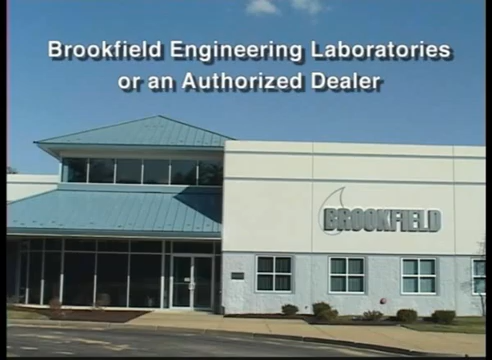 Brookfield Engineering Laboratories
or an Authorized Dealer
BROOKFIELD